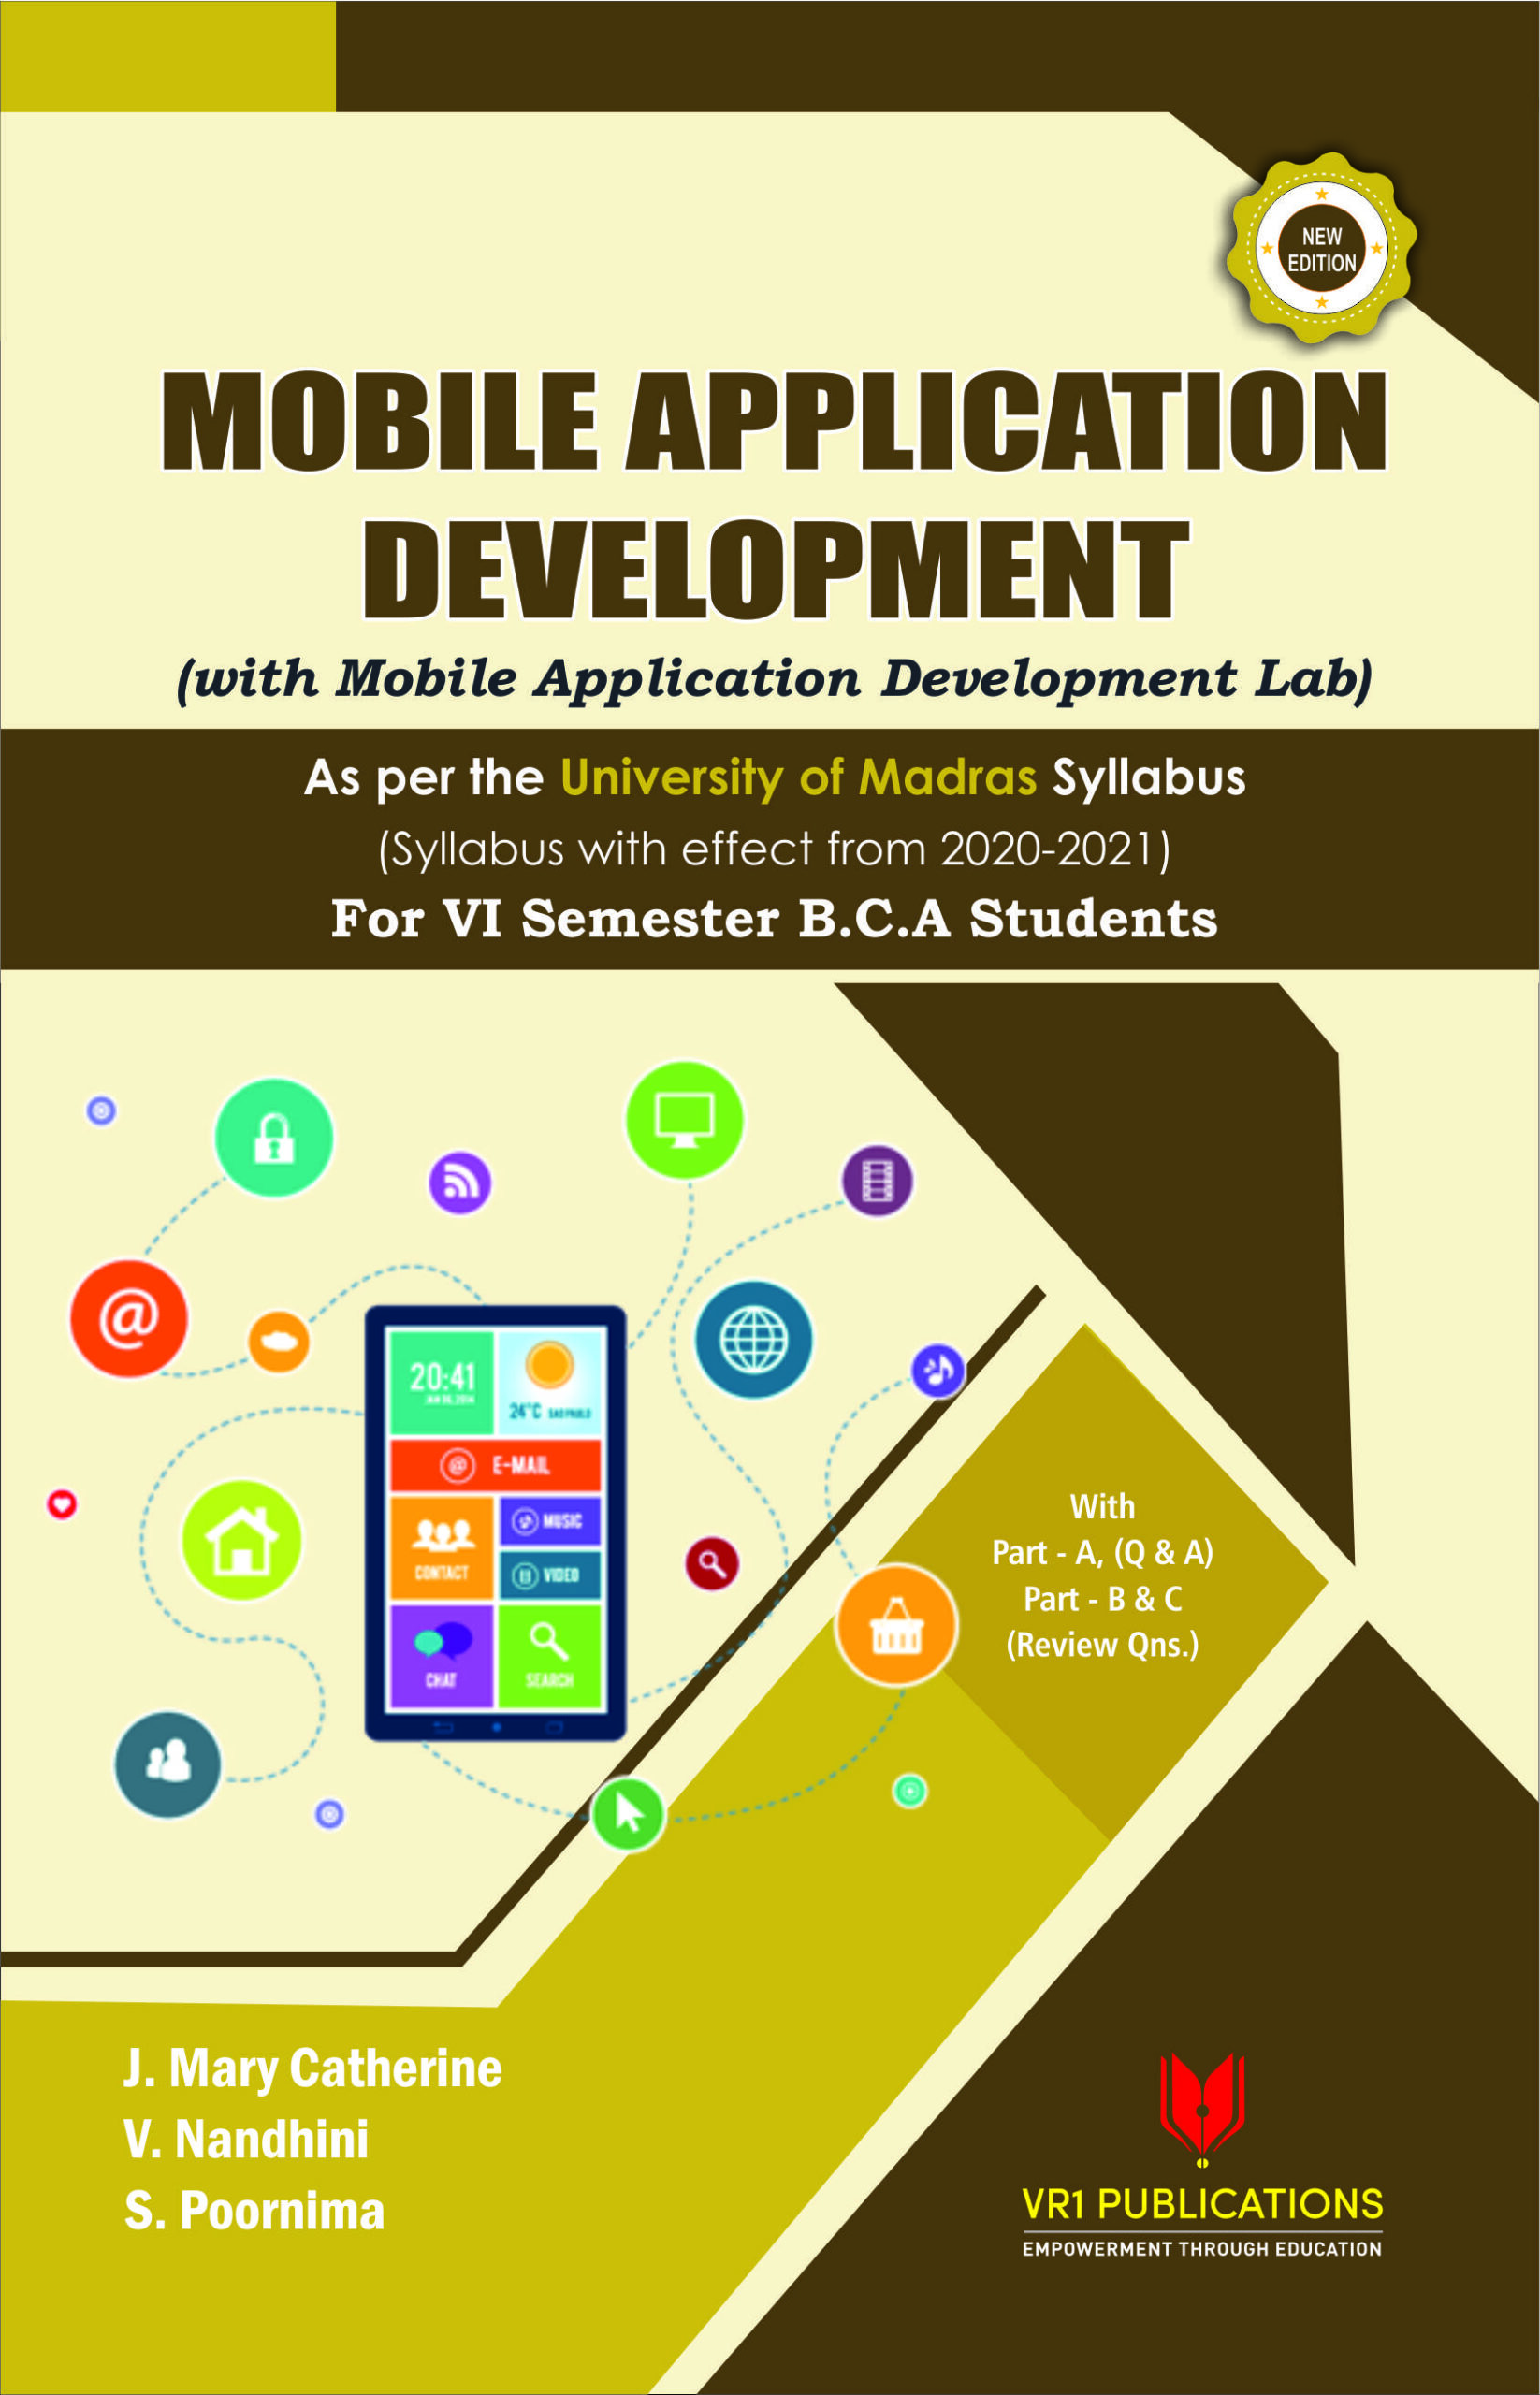 NEW
EDITION
MOBILE APPLICATION
DEVELOPMENT
(with Mobile Application Development Lab)
As per the University of Madras Syllabus
(Syllabus with effect from 2020-2021)
For VI Semester B.C.A Students
@
20:41
24°C SAO PAULO
@ E-MAIL
CONTACT
MUSIC
VIDEO
CHAT
SEARCH
With
Part - A, (Q & A)
Part - B & C
(Review Qns.)
J. Mary Catherine
V. Nandhini
S. Poornima
VR1 PUBLICATIONS
EMPOWERMENT THROUGH EDUCATION